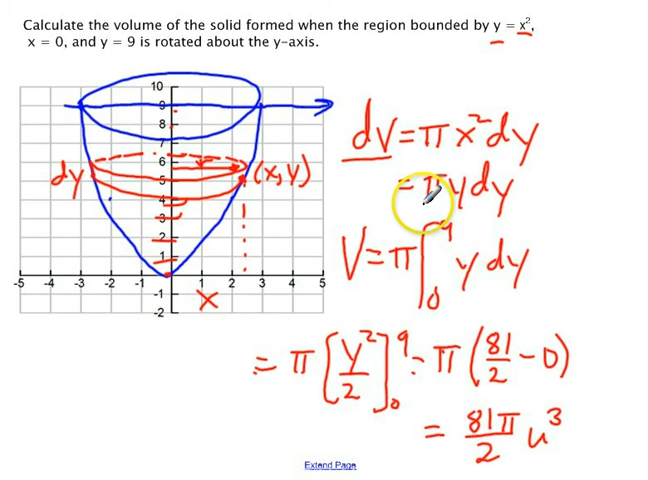 Calculate the volume of the solid formed when the region bounded by y = x²,
x = 0, and y = 9 is rotated about the y-axis.
10
9
8
7
6
5
4
3
2
1
-5 -4 -3 -2 -1 1 2 3 4 5
-1
-2
dy
(x,y)
x
dV = πx²dy
= πydy
V = π∫₀⁹ y dy
= π[y²/2]₀⁹ = π(81/2 - 0)
= 81π/2 u³
Extend Page